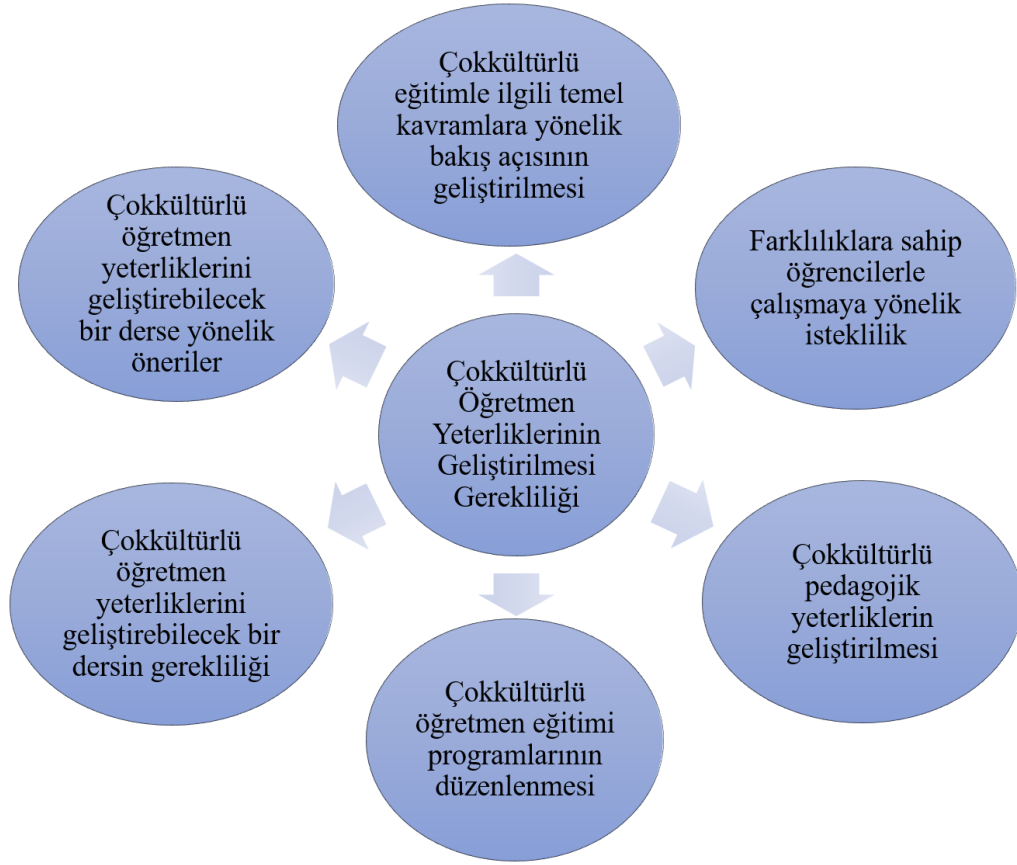 Çokkültürlü
eğitimle ilgili temel
kavramlara yönelik
bakış açısının
geliştirilmesi
Farklılıklara sahip
öğrencilerle
çalışmaya yönelik
isteklilik
Çokkültürlü
pedagojik
yeterliklerin
geliştirilmesi
Çokkültürlü
öğretmen eğitimi
programlarının
düzenlenmesi
Çokkültürlü
öğretmen
yeterliklerini
geliştirebilecek bir
dersin gerekliliği
Çokkültürlü
öğretmen
yeterliklerini
geliştirebilecek
bir derse yönelik
öneriler
Çokkültürlü
Öğretmen
Yeterliklerinin
Geliştirilmesi
Gerekliliği